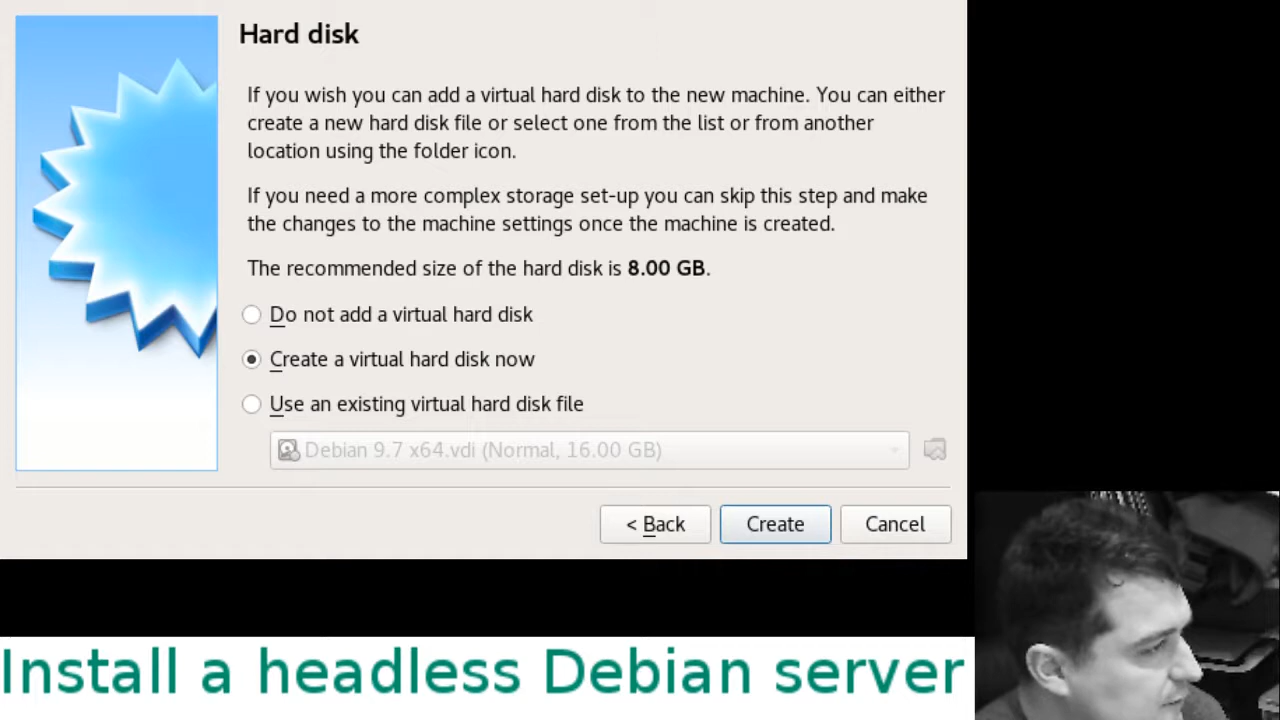 Hard disk
If you wish you can add a virtual hard disk to the new machine. You can either
create a new hard disk file or select one from the list or from another
location using the folder icon.
If you need a more complex storage set-up you can skip this step and make
the changes to the machine settings once the machine is created.
The recommended size of the hard disk is 8.00 GB.
Do not add a virtual hard disk
Create a virtual hard disk now
Use an existing virtual hard disk file
Debian 9.7 x64.vdi (Normal, 16.00 GB)
< Back
Create
Cancel
Install a headless Debian server